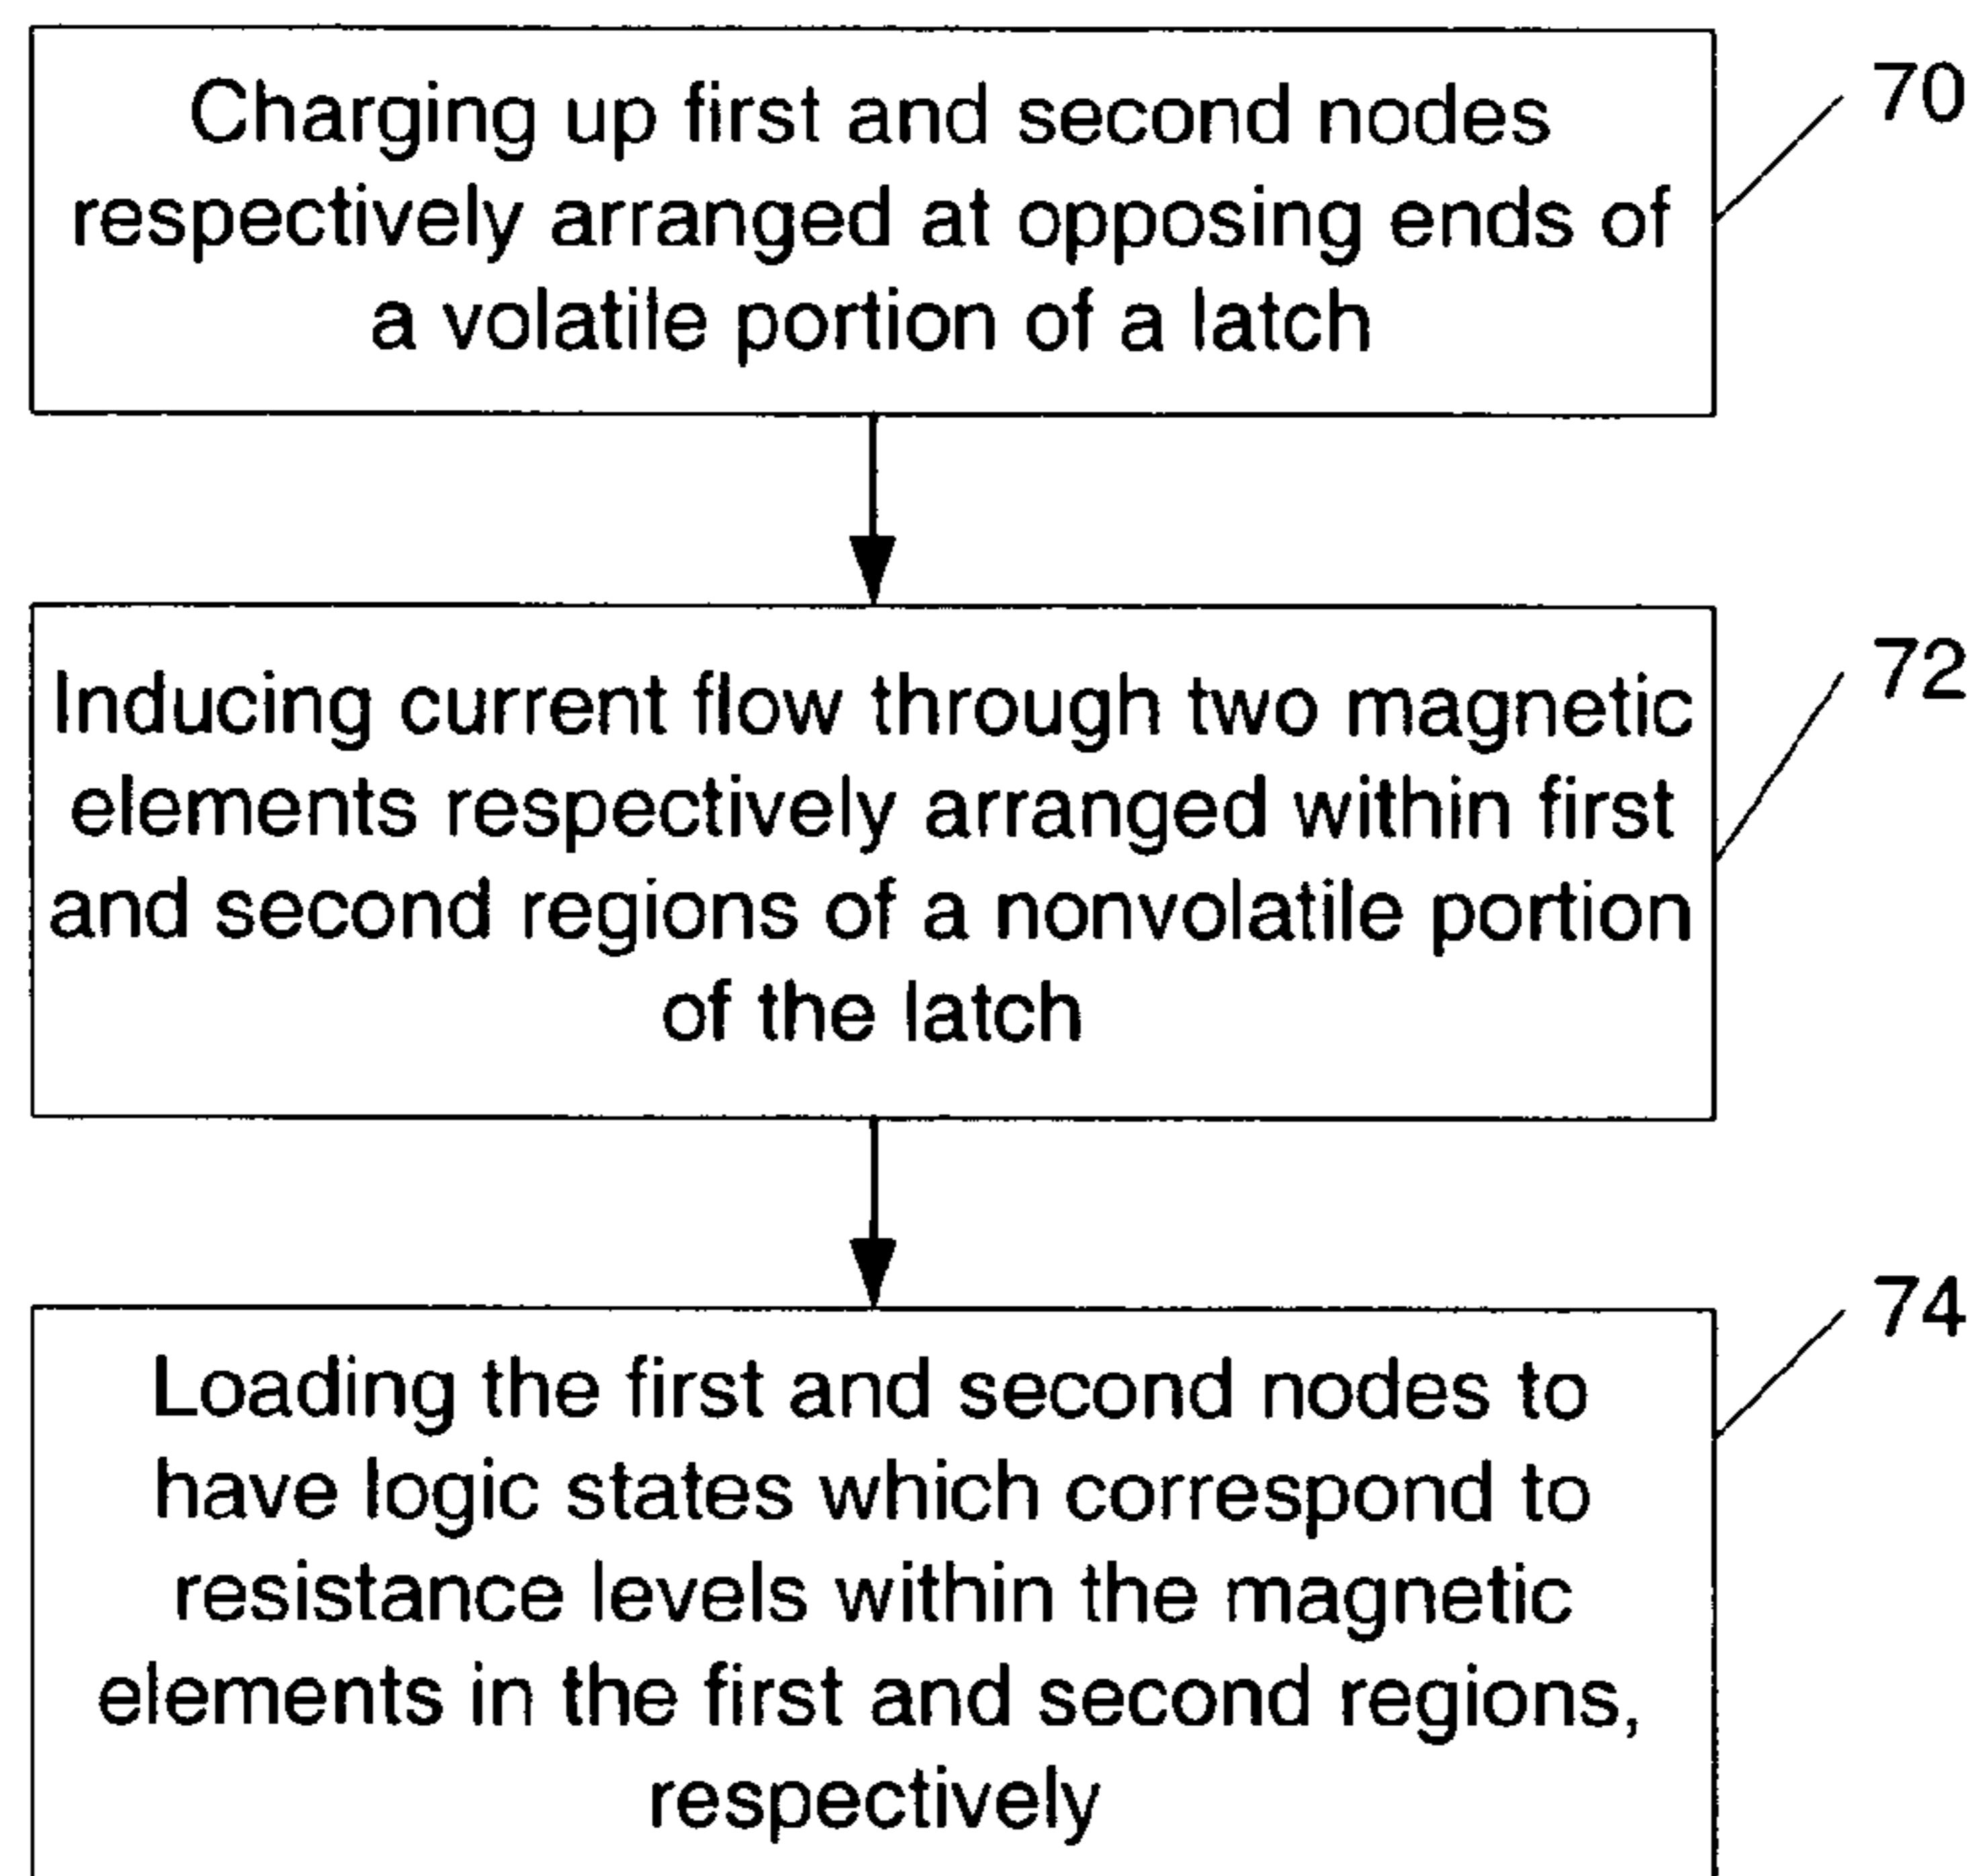 Charging up first and second nodes
respectively arranged at opposing ends of
a volatile portion of a latch
70
Inducing current flow through two magnetic
elements respectively arranged within first
and second regions of a nonvolatile portion
of the latch
72
Loading the first and second nodes to
have logic states which correspond to
resistance levels within the magnetic
elements in the first and second regions,
respectively
74